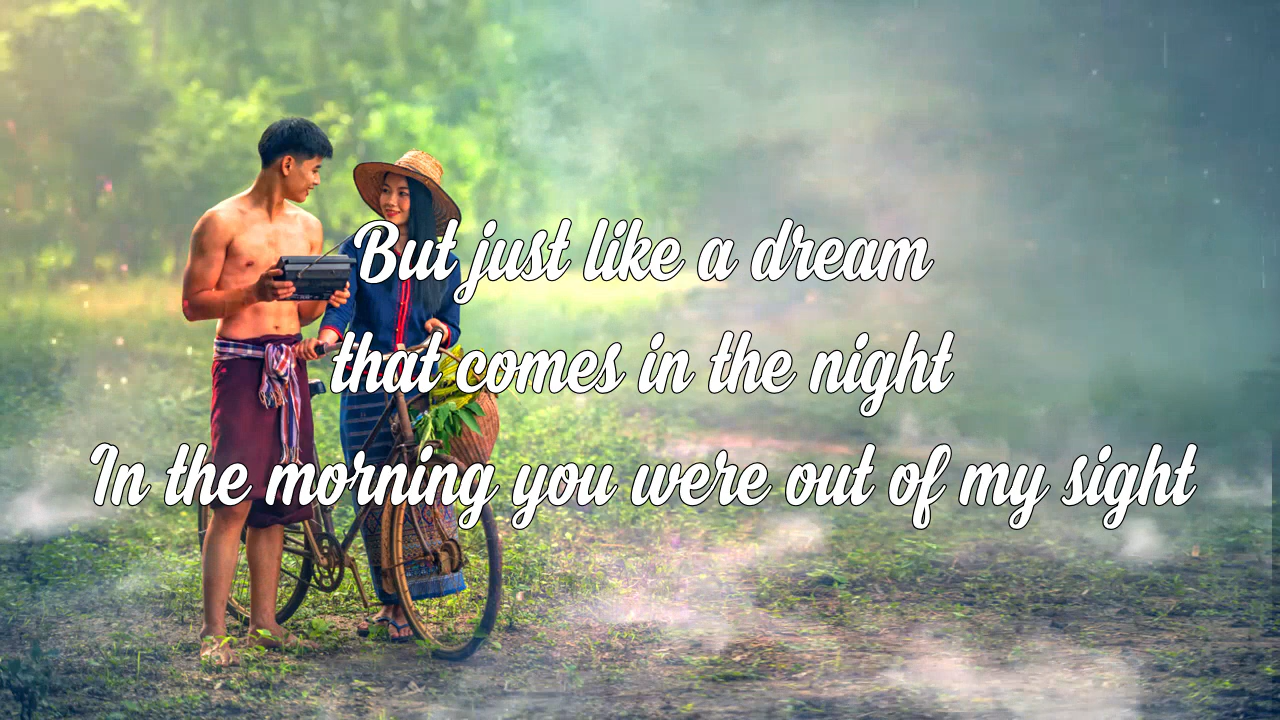 But just like a dream
that comes in the night
In the morning you were out of my sight